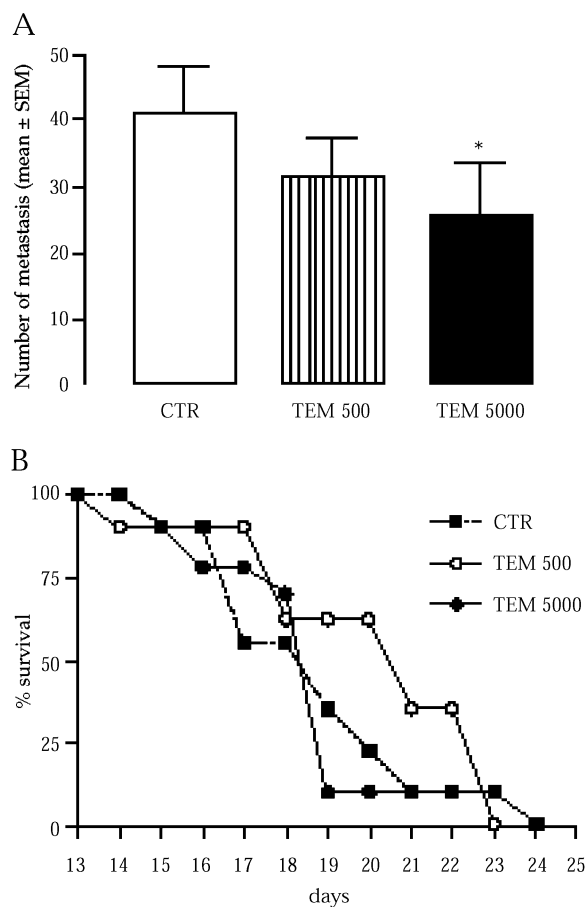 A
Number of metastasis (mean ± SEM)
50
40
30
20
10
0
*
CTR
TEM 500
TEM 5000
B
% survival
100
75
50
25
0
CTR
TEM 500
TEM 5000
13 14 15 16 17 18 19 20 21 22 23 24 25
days